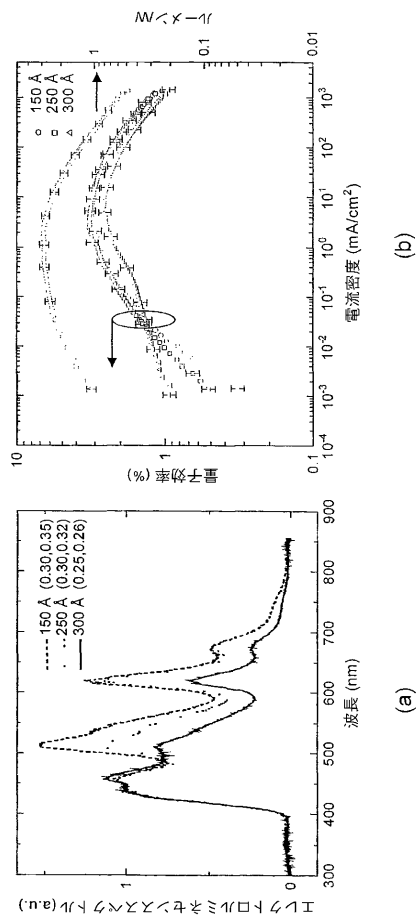 エレクトロルミネセンスペクトル (a.u.)
1
0
150 Å (0.30,0.35)
250 Å (0.30,0.32)
300 Å (0.25,0.26)
300
400
500
600
700
800
900
波長 (nm)
(a)
量子効率 (%)
10
1
0.1
10⁻⁴
10⁻³
10⁻²
10⁻¹
10⁰
10¹
10²
10³
電流密度 (mA/cm²)
150 Å
250 Å
300 Å
ルーメン/W
1
0.1
0.01
(b)